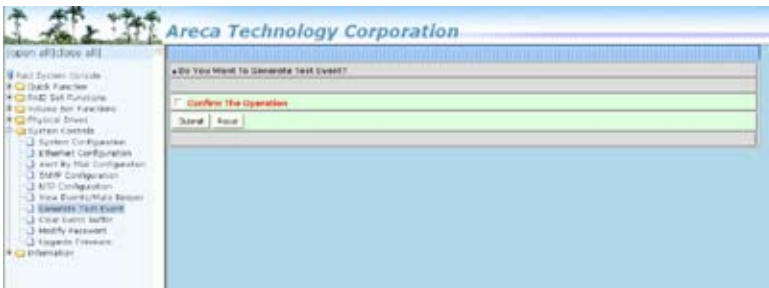 Areca Technology Corporation
|open all|close all|
Raid System Console
Quick Function
RAID Set Functions
Volume Set Functions
Physical Drives
System Controls
System Configuration
Ethernet Configuration
Alert By Mail Configuration
SNMP Configuration
NTP Configuration
View Events/Mute Beeper
Generate Test Event
Clear Event Buffer
Modify Password
Upgrade Firmware
Information
Do You Want To Generate Test Event?
Confirm The Operation
Submit Reset